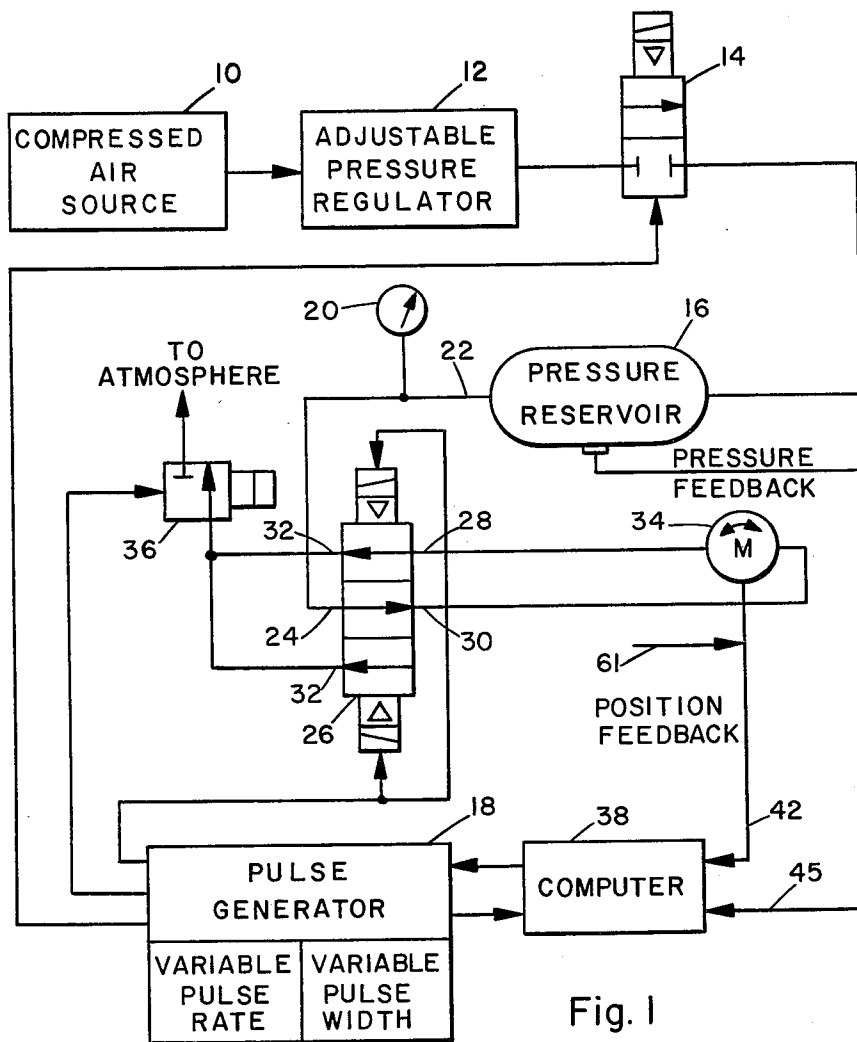 10
12
14
COMPRESSED
AIR
SOURCE
ADJUSTABLE
PRESSURE
REGULATOR
20
22
16
PRESSURE
RESERVOIR
TO
ATMOSPHERE
PRESSURE
FEEDBACK
36
32
28
34
M
24
30
32
26
61
POSITION
FEEDBACK
18
38
42
PULSE
GENERATOR
COMPUTER
45
VARIABLE
PULSE
RATE
VARIABLE
PULSE
WIDTH
Fig. 1